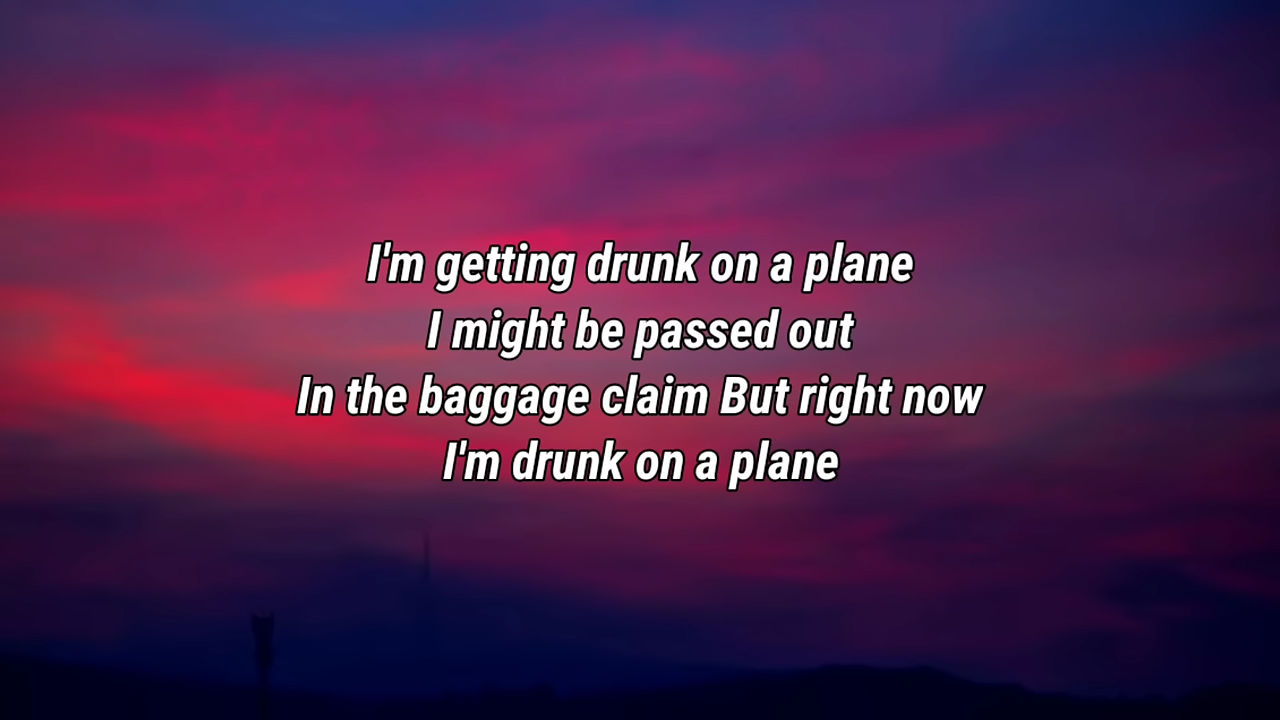 I'm getting drunk on a plane
I might be passed out
In the baggage claim But right now
I'm drunk on a plane